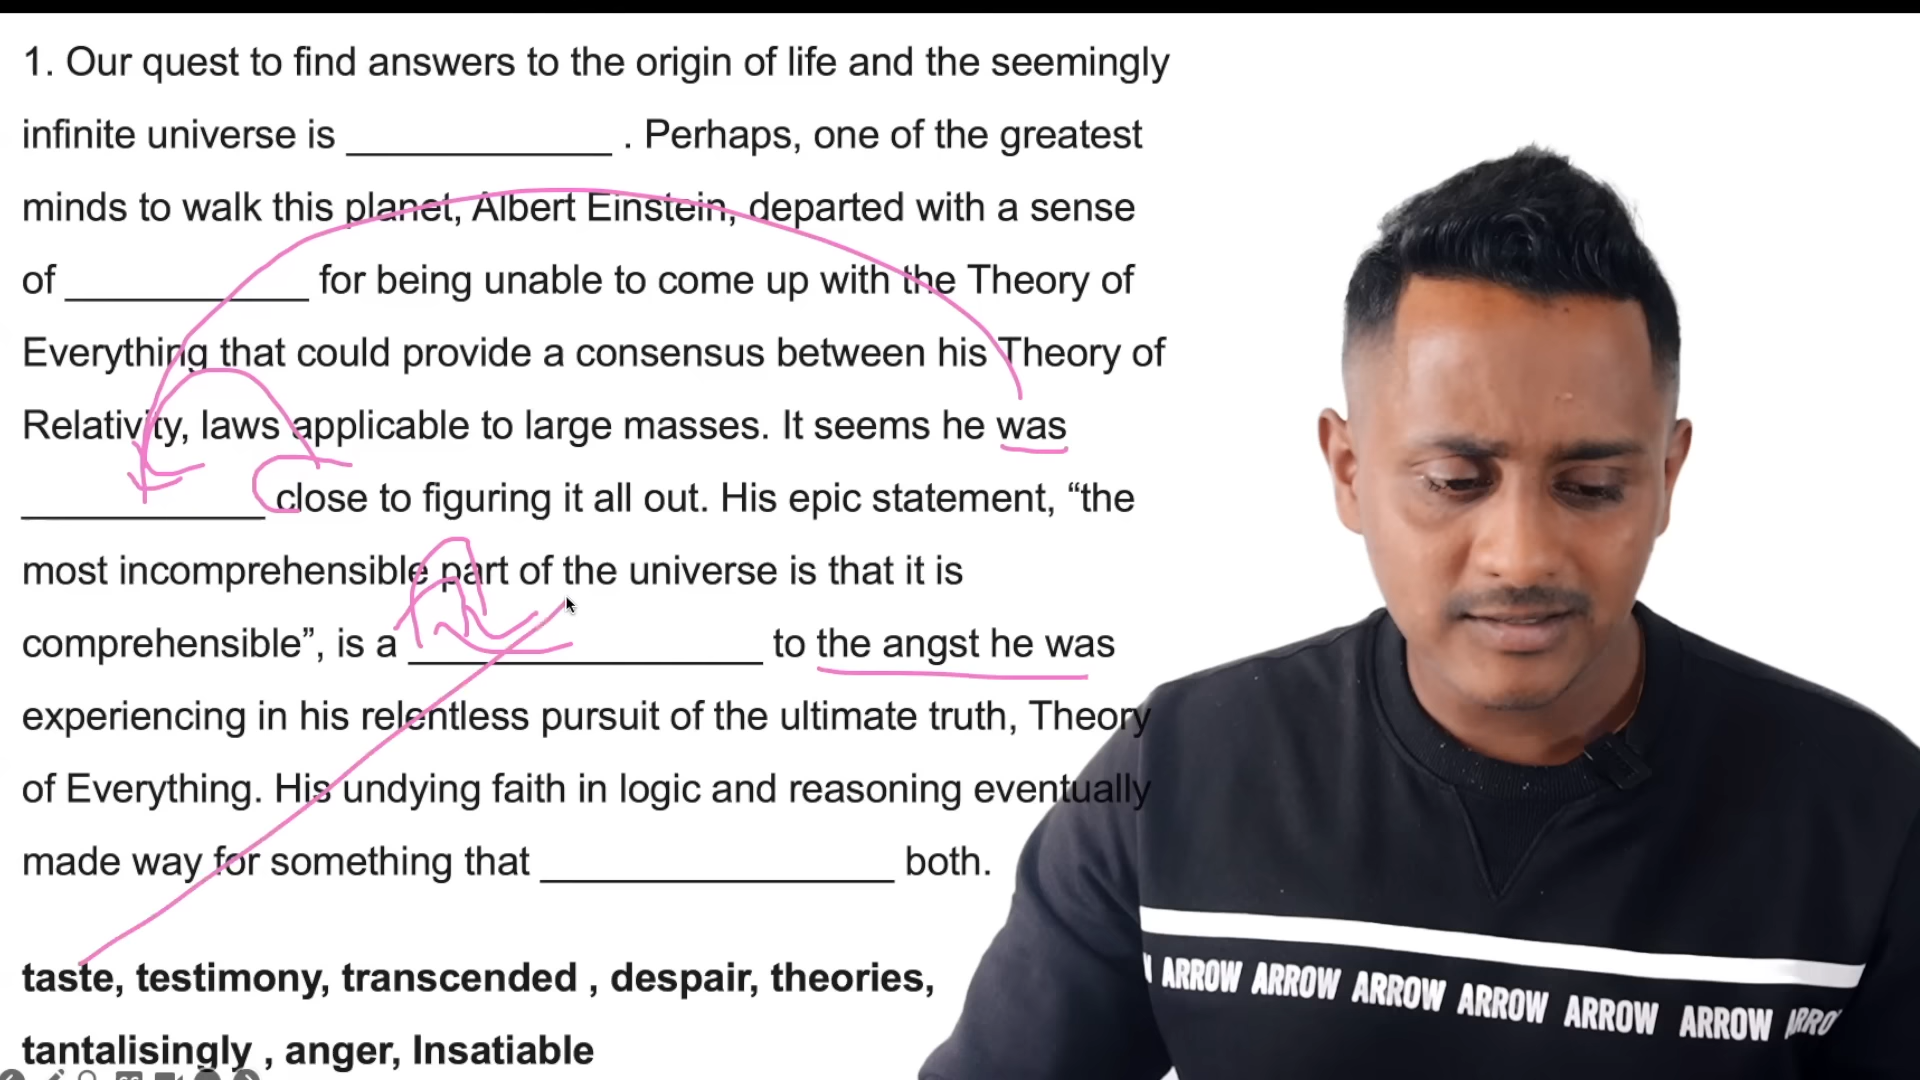 1. Our quest to find answers to the origin of life and the seemingly
infinite universe is ____________ . Perhaps, one of the greatest
minds to walk this planet, Albert Einstein, departed with a sense
of ___________ for being unable to come up with the Theory of
Everything that could provide a consensus between his Theory of
Relativity, laws applicable to large masses. It seems he was
___________ close to figuring it all out. His epic statement, “the
most incomprehensible part of the universe is that it is
comprehensible”, is a ________________ to the angst he was
experiencing in his relentless pursuit of the ultimate truth, Theory
of Everything. His undying faith in logic and reasoning eventually
made way for something that ________________ both.
taste, testimony, transcended , despair, theories,
tantalisingly , anger, Insatiable
ARROW ARROW ARROW ARROW ARROW ARROW